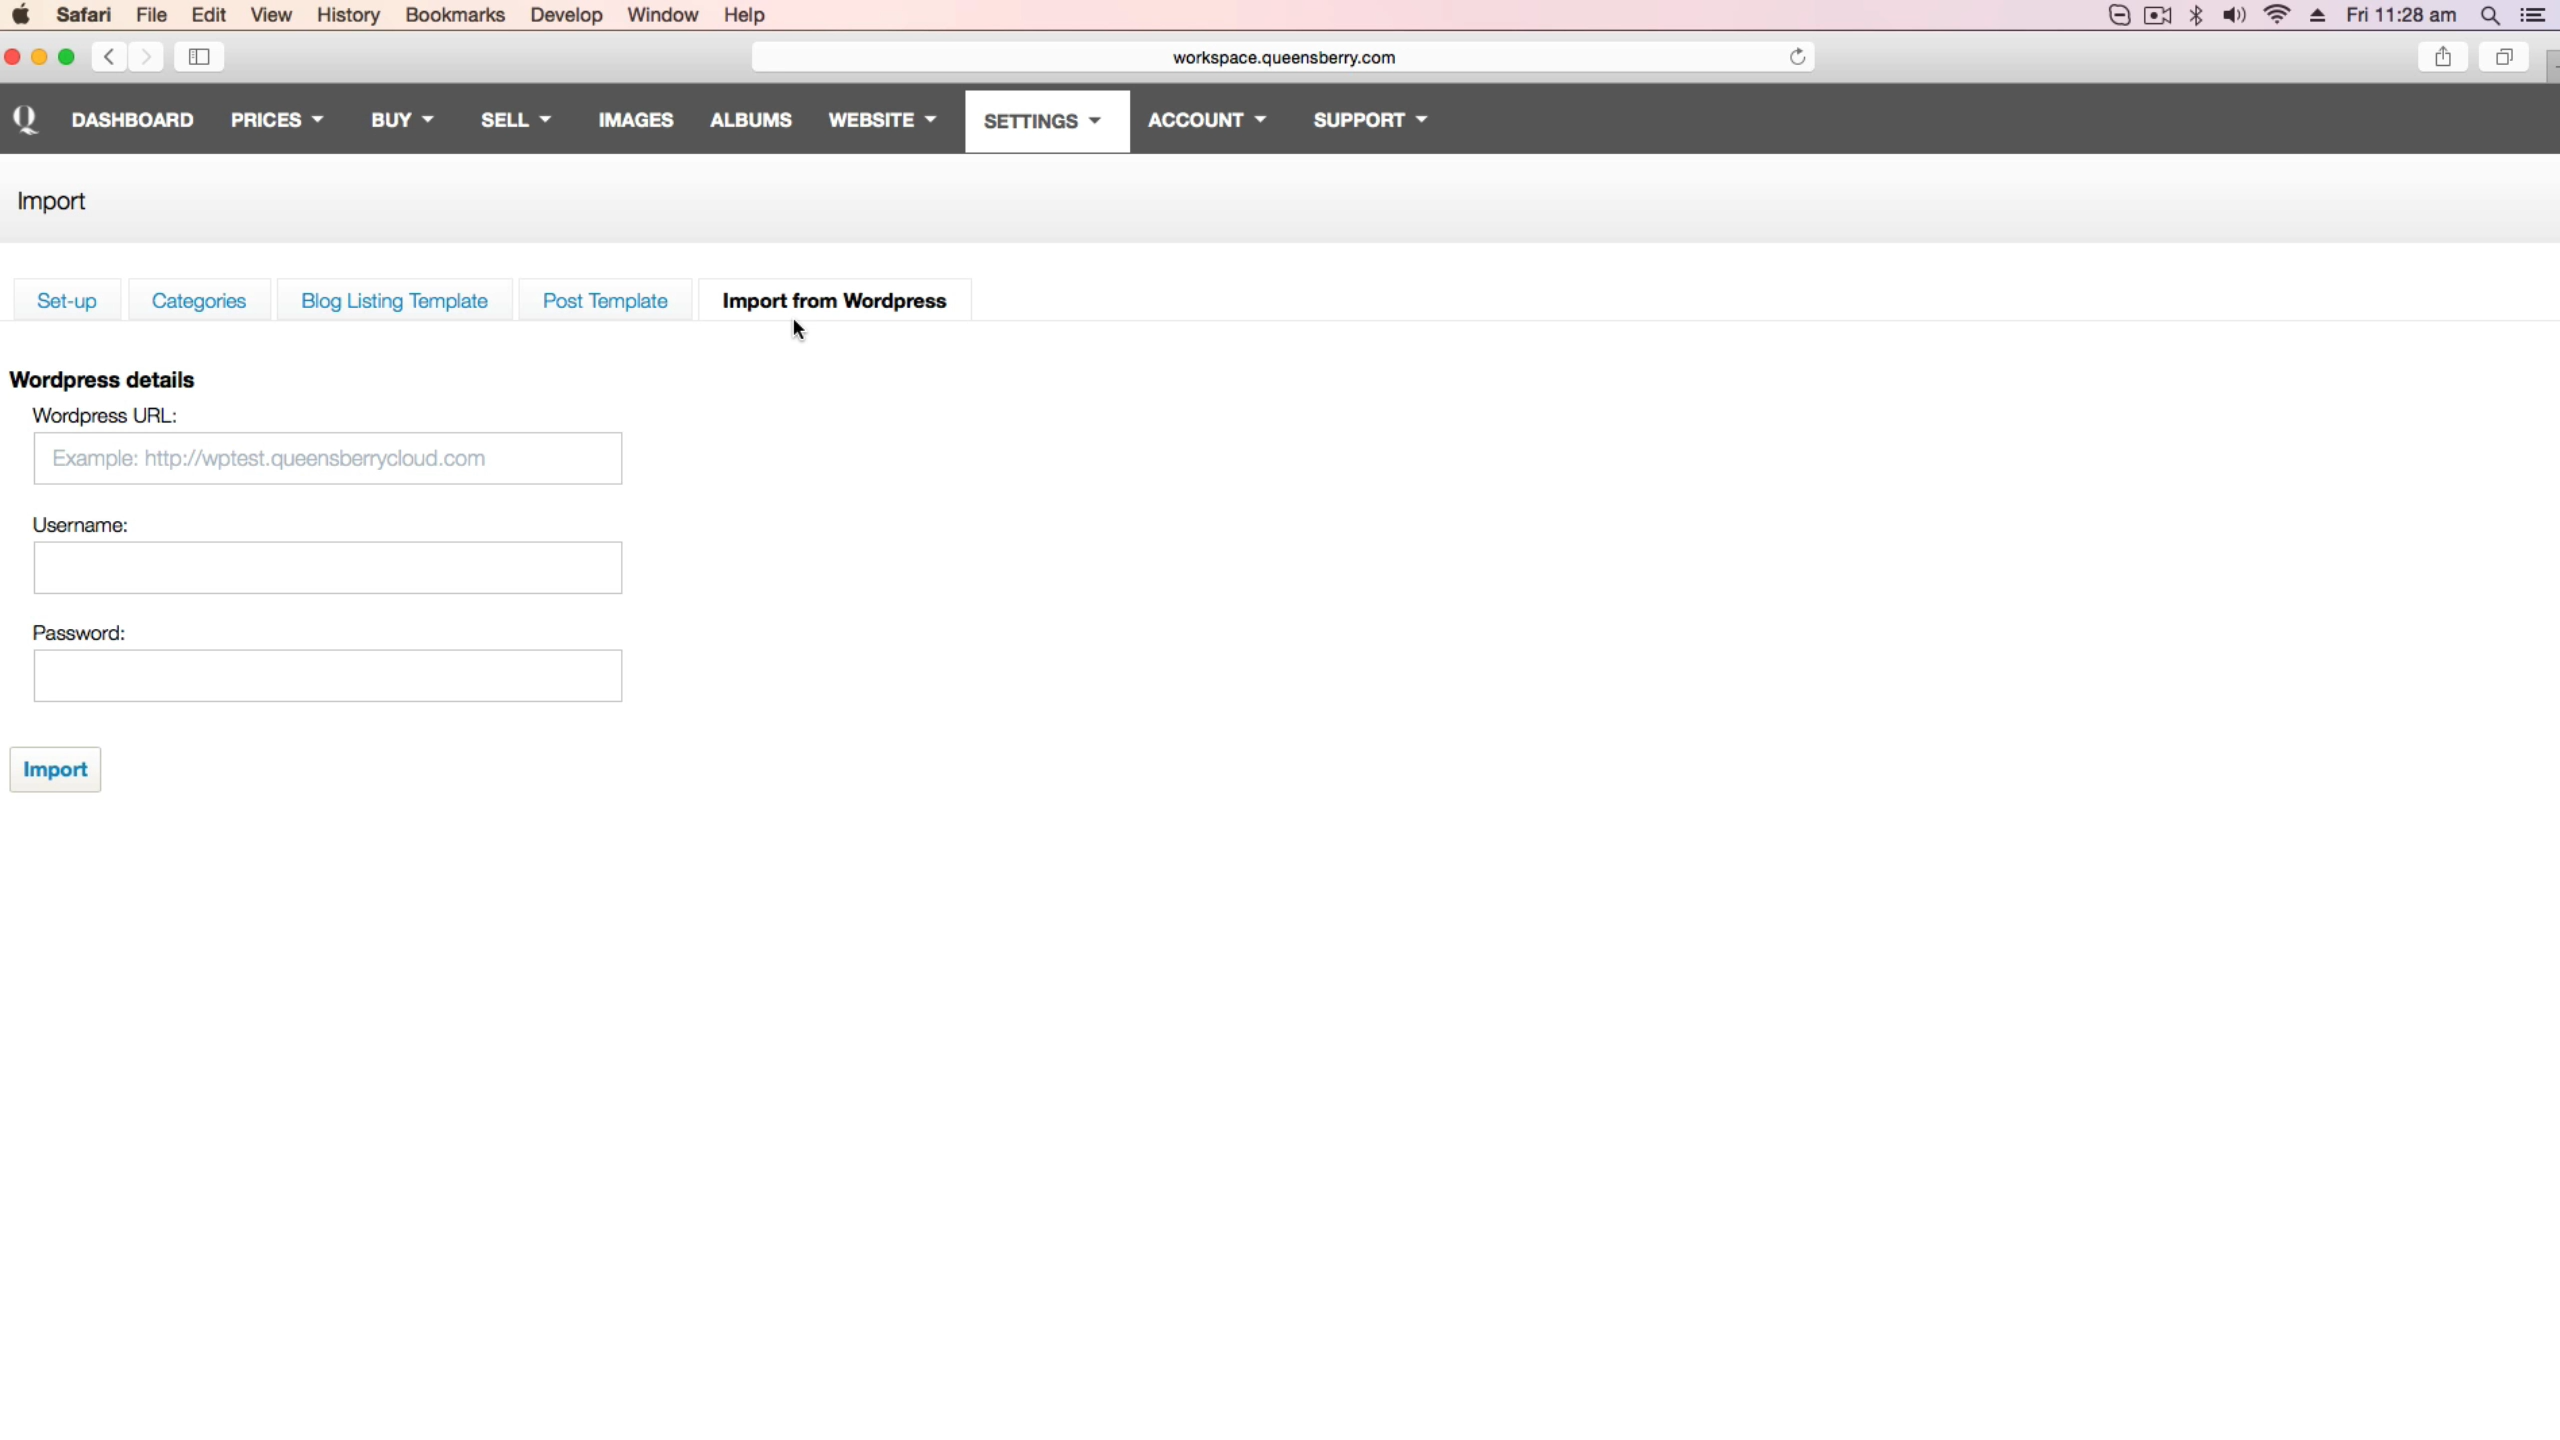 Safari File Edit View History Bookmarks Develop Window Help Fri 11:28 am
workspace.queensberry.com
Q DASHBOARD PRICES BUY SELL IMAGES ALBUMS WEBSITE SETTINGS ACCOUNT SUPPORT
Import
Set-up Categories Blog Listing Template Post Template Import from Wordpress
Wordpress details
Wordpress URL:
Example: http://wptest.queensberrycloud.com
Username:
Password:
Import